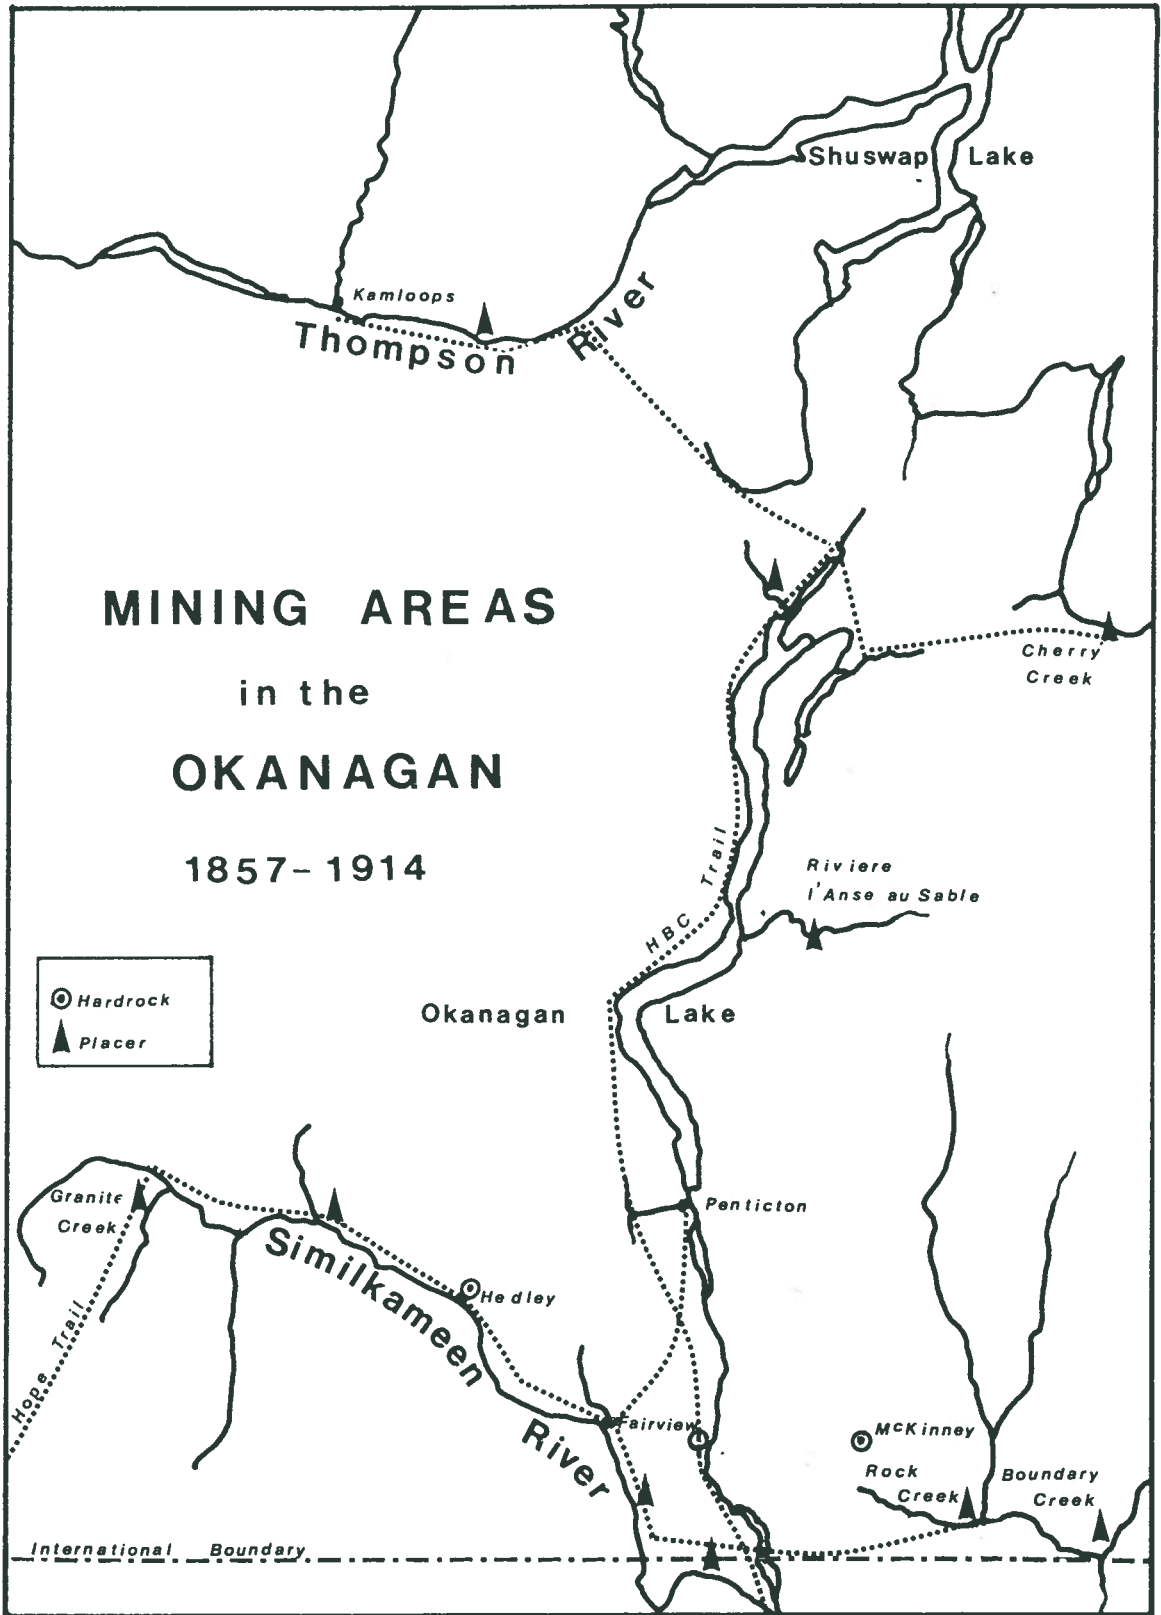 Shuswap Lake
Kamloops
Thompson River
MINING AREAS
in the
OKANAGAN
1857-1914
Cherry
Creek
HBC Trail
Riviere
l'Anse au Sable
Hardrock
Placer
Okanagan Lake
Granite
Creek
Penticton
Similkameen River
Hedley
Hope Trail
Fairview
McKinney
Rock
Creek
Boundary
Creek
International Boundary